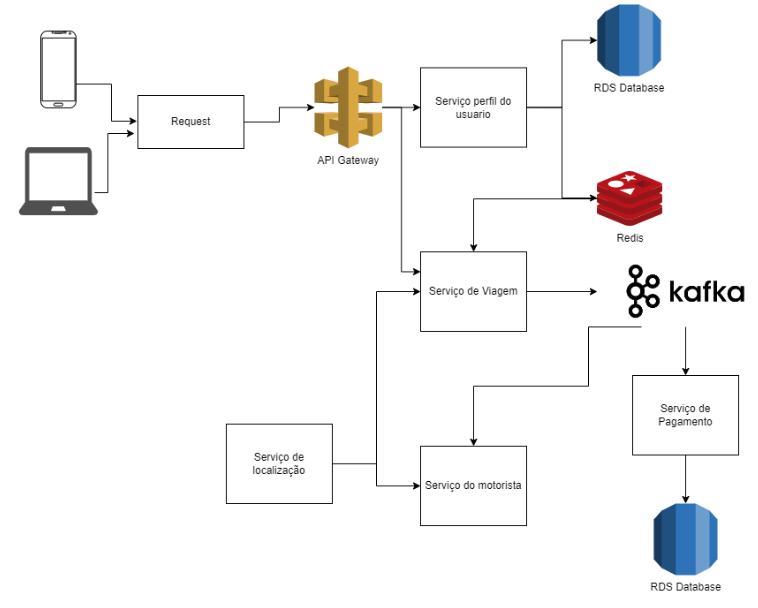 RDS Database
Serviço perfil do
usuario
Request
API Gateway
Redis
Serviço de Viagem
kafka
Serviço de
Pagamento
Serviço de
localização
Serviço do motorista
RDS Database